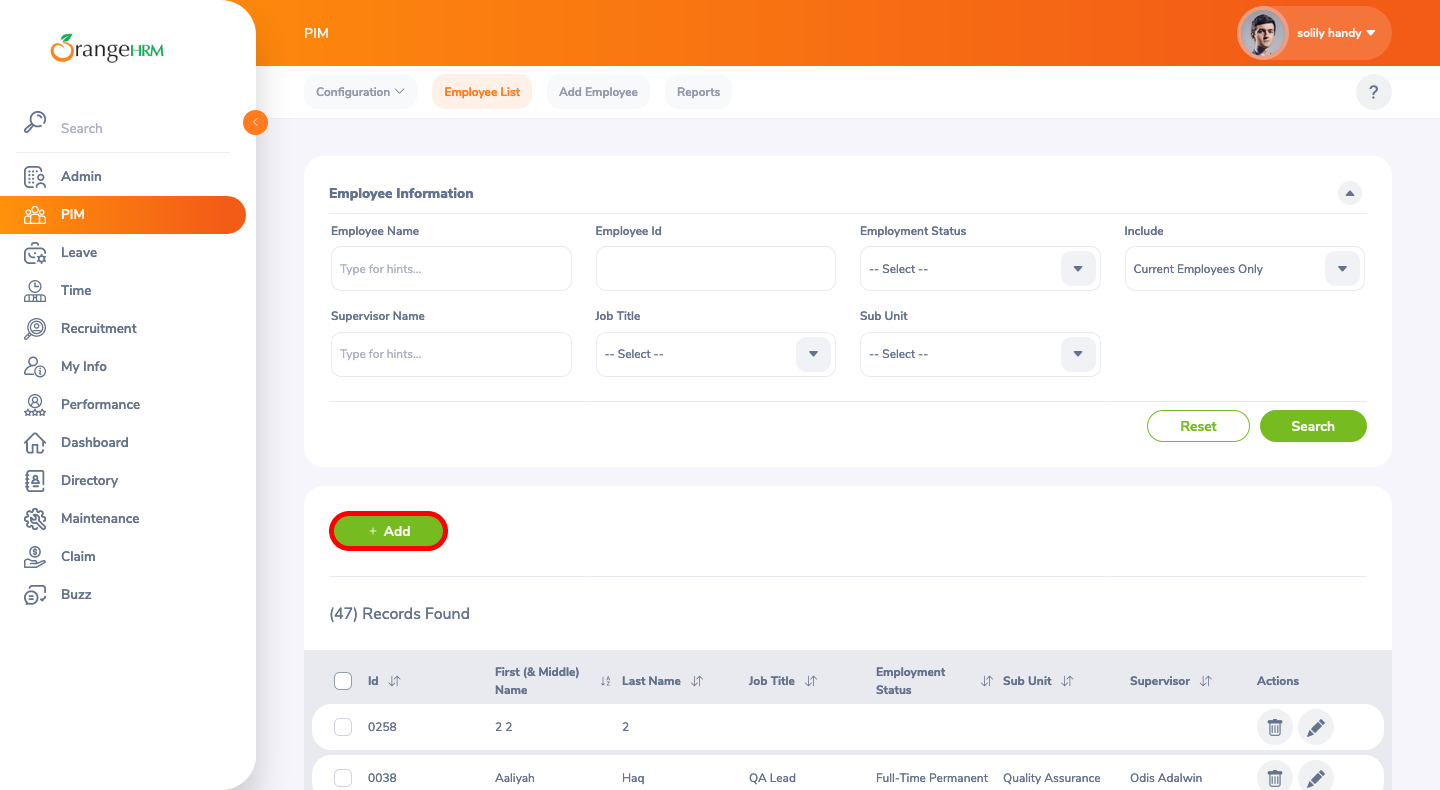 OrangeHRM
PIM
solily handy
Configuration
Employee List
Add Employee
Reports
?
Search
Admin
PIM
Leave
Time
Recruitment
My Info
Performance
Dashboard
Directory
Maintenance
Claim
Buzz
Employee Information
Employee Name
Employee Id
Employment Status
Include
Type for hints...
-- Select --
Current Employees Only
Supervisor Name
Job Title
Sub Unit
Type for hints...
-- Select --
-- Select --
Reset
Search
+ Add
(47) Records Found
Id
First (& Middle)
Name
Last Name
Job Title
Employment
Status
Sub Unit
Supervisor
Actions
0258 2 2 2
0038 Aaliyah Haq QA Lead Full-Time Permanent Quality Assurance Odis Adalwin